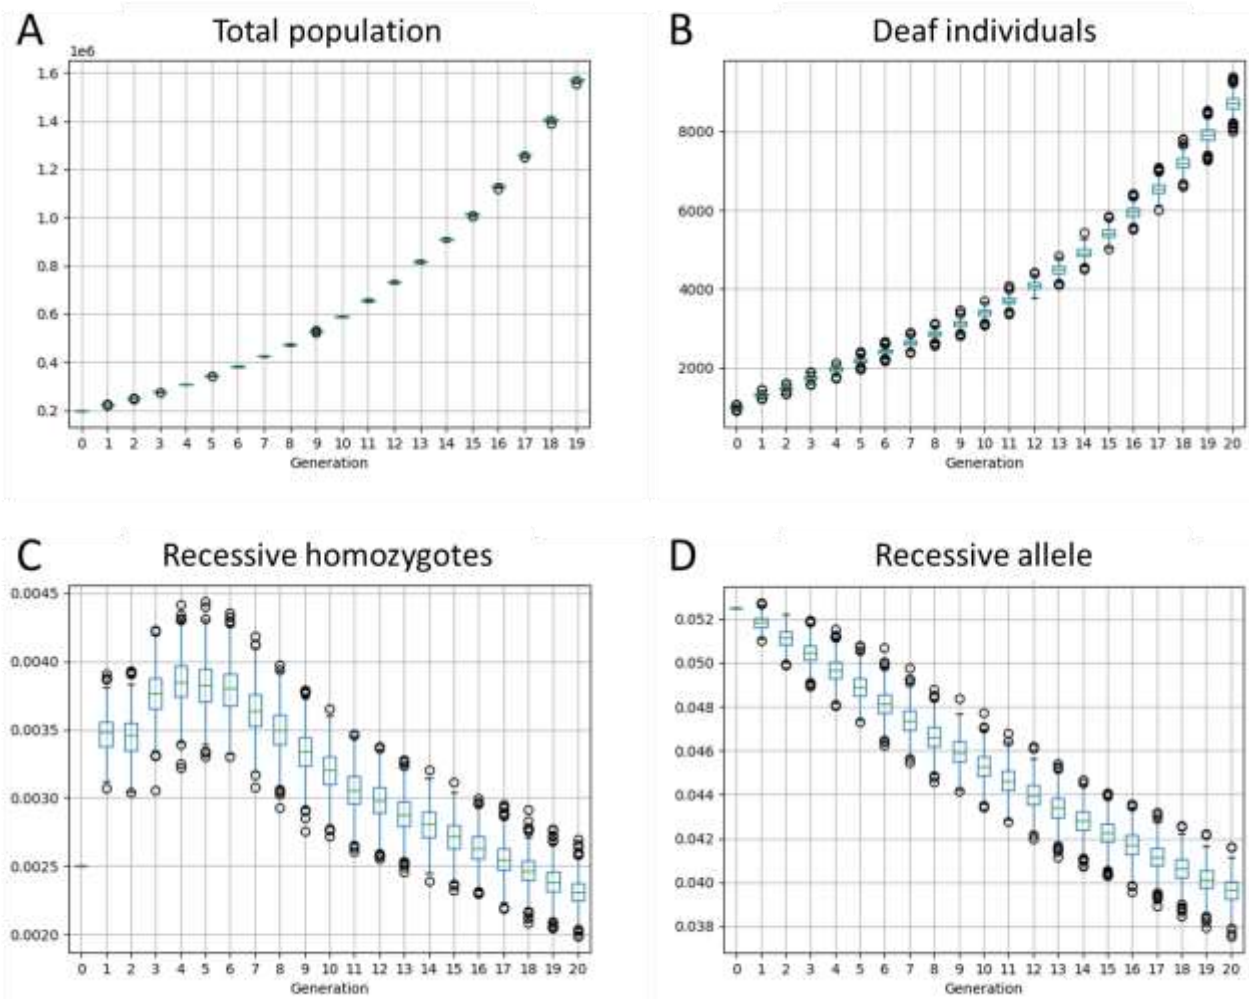 A Total population
1e6
1.6
1.4
1.2
1.0
0.8
0.6
0.4
0.2
0 1 2 3 4 5 6 7 8 9 10 11 12 13 14 15 16 17 18 19
Generation
B Deaf individuals
8000
6000
4000
2000
0 1 2 3 4 5 6 7 8 9 10 11 12 13 14 15 16 17 18 19 20
Generation
C Recessive homozygotes
0.0045
0.0040
0.0035
0.0030
0.0025
0.0020
0 1 2 3 4 5 6 7 8 9 10 11 12 13 14 15 16 17 18 19 20
Generation
D Recessive allele
0.052
0.050
0.048
0.046
0.044
0.042
0.040
0.038
0 1 2 3 4 5 6 7 8 9 10 11 12 13 14 15 16 17 18 19 20
Generation